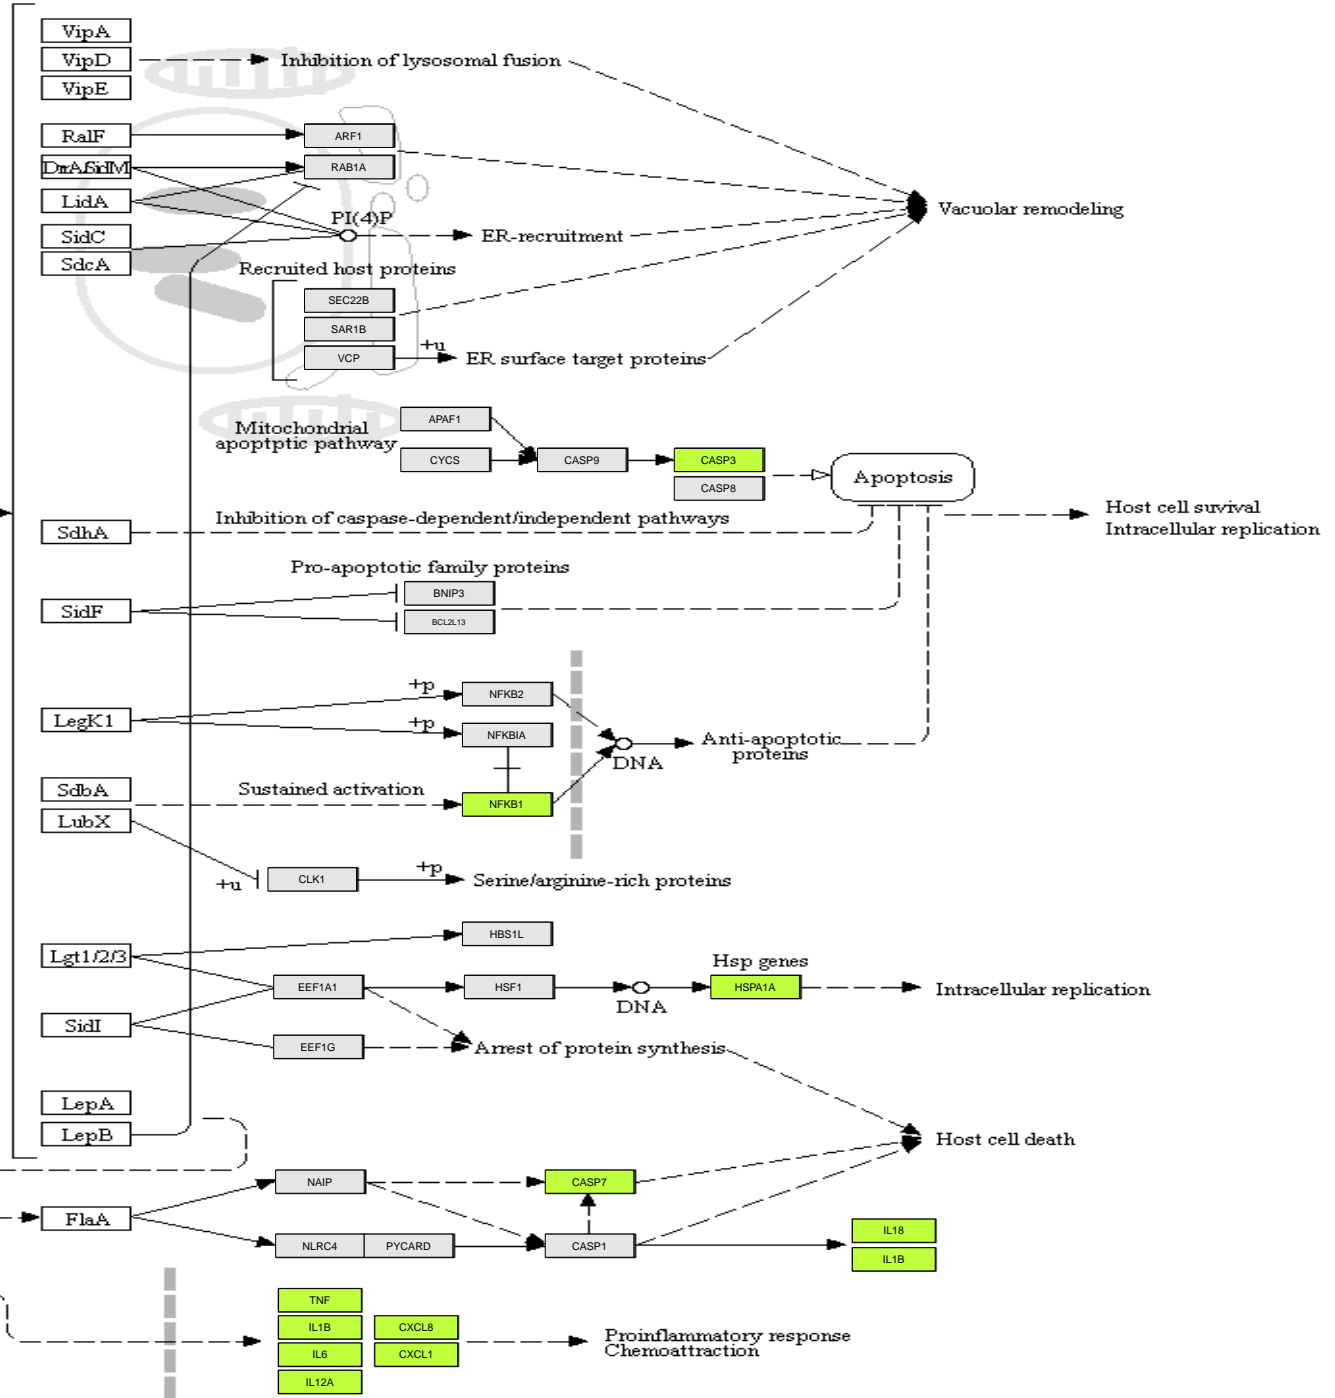 VipA
VipD
Inhibition of lysosomal fusion
VipE
RalF
ARF1
DrrA/SidM
RAB1A
LidA
Vacuolar remodeling
PI(4)P
SidC
ER-recruitment
SdcA
Recruited host proteins
SEC22B
SAR1B
VCP
+u
ER surface target proteins
APAF1
Mitochondrial
apoptptic pathway
CYCS
CASP9
CASP3
CASP8
Apoptosis
Host cell suvival
Intracellular replication
Inhibition of caspase-dependent/independent pathways
SdhA
Pro-apoptotic family proteins
BNIP3
SidF
BCL2L13
+p
NFKB2
LegK1
+p
NFKBIA
Anti-apoptotic
proteins
DNA
SdbA
Sustained activation
NFKB1
LubX
+u
CLK1
+p
Serine/arginine-rich proteins
HBS1L
Lgt1/2/3
Hsp genes
EEF1A1
HSF1
DNA
HSPA1A
Intracellular replication
SidI
EEF1G
Arrest of protein synthesis
LepA
LepB
Host cell death
NAIP
CASP7
FlaA
NLRC4
PYCARD
CASP1
IL18
IL1B
TNF
IL1B
CXCL8
IL6
CXCL1
IL12A
Proinflammatory response
Chemoattraction